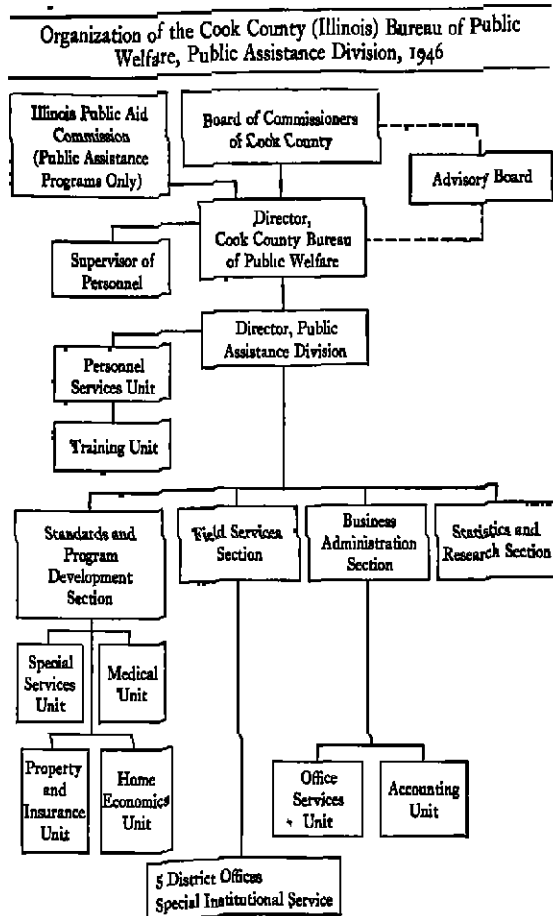 Organization of the Cook County (Illinois) Bureau of Public
Welfare, Public Assistance Division, 1946
Illinois Public Aid
Commission
(Public Assistance
Programs Only)
Board of Commissioners
of Cook County
Advisory Board
Director,
Cook County Bureau
of Public Welfare
Supervisor of
Personnel
Director, Public
Assistance Division
Personnel
Services Unit
Training Unit
Standards and
Program
Development
Section
Field Services
Section
Business
Administration
Section
Statistics and
Research Section
Special
Services
Unit
Medical
Unit
Property
and
Insurance
Unit
Home
Economics
Unit
Office
Services
Unit
Accounting
Unit
5 District Offices
Special Institutional Service